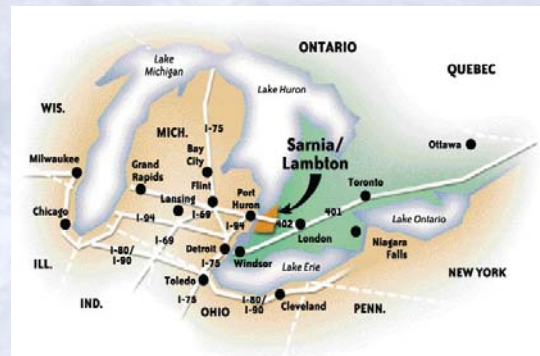 ONTARIO
QUEBEC
Lake
Michigan
Lake Huron
WIS.
MICH.
I-75
Bay
City
Sarnia/
Lambton
Ottawa
Milwaukee
Grand
Rapids
Flint
Port
Huron
Toronto
Lansing
I-69
I-94
I-94
402
401
Lake Ontario
Chicago
London
I-69
I-94
Detroit
Windsor
Niagara
Falls
I-80/
I-90
I-75
Lake Erie
ILL.
Toledo
NEW YORK
IND.
I-75
OHIO
I-80/
I-90
Cleveland
PENN.